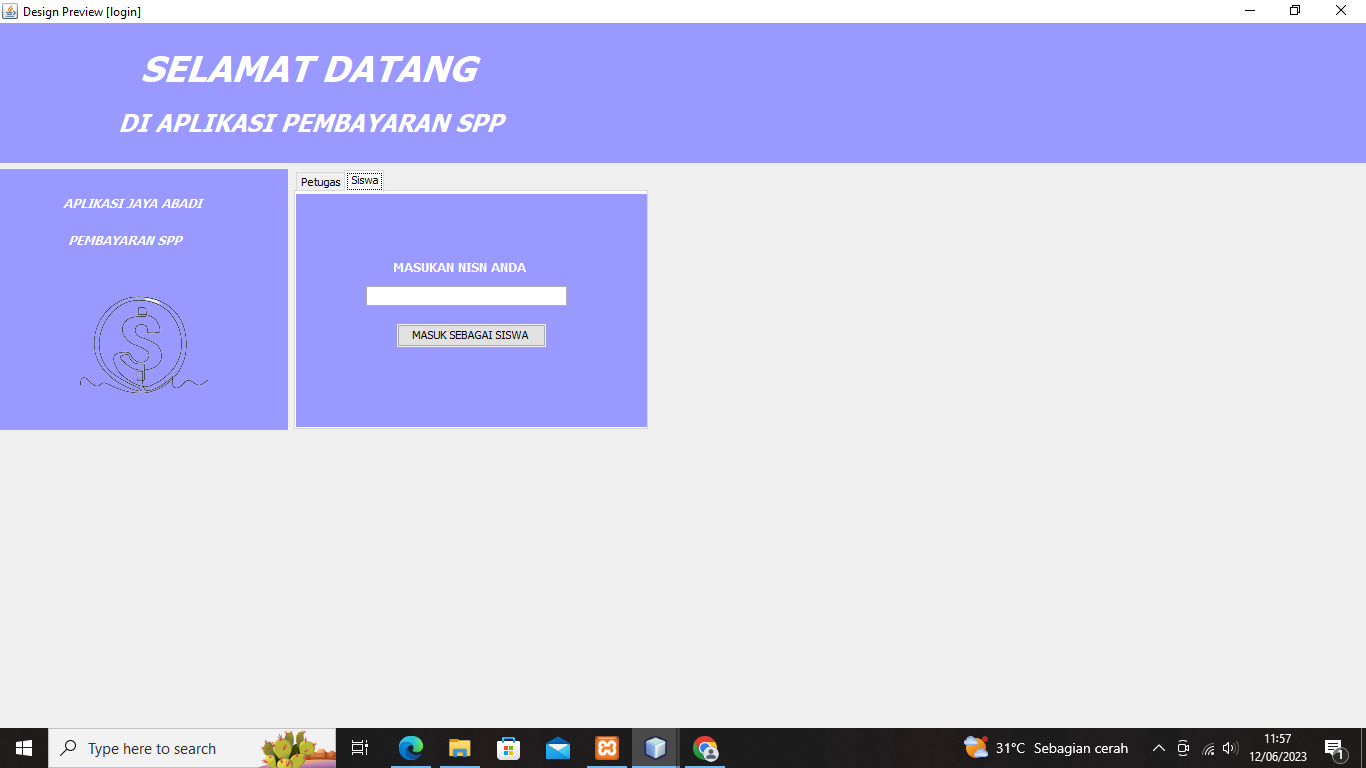 Design Preview [login]
SELAMAT DATANG
DI APLIKASI PEMBAYARAN SPP
APLIKASI JAYA ABADI
PEMBAYARAN SPP
Petugas
Siswa
MASUKAN NISN ANDA
MASUK SEBAGAI SISWA
Type here to search
31°C Sebagian cerah
11:57
12/06/2023
1